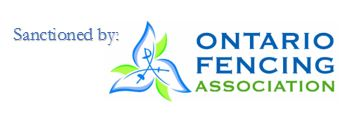 Sanctioned by:
ONTARIO
FENCING
ASSOCIATION